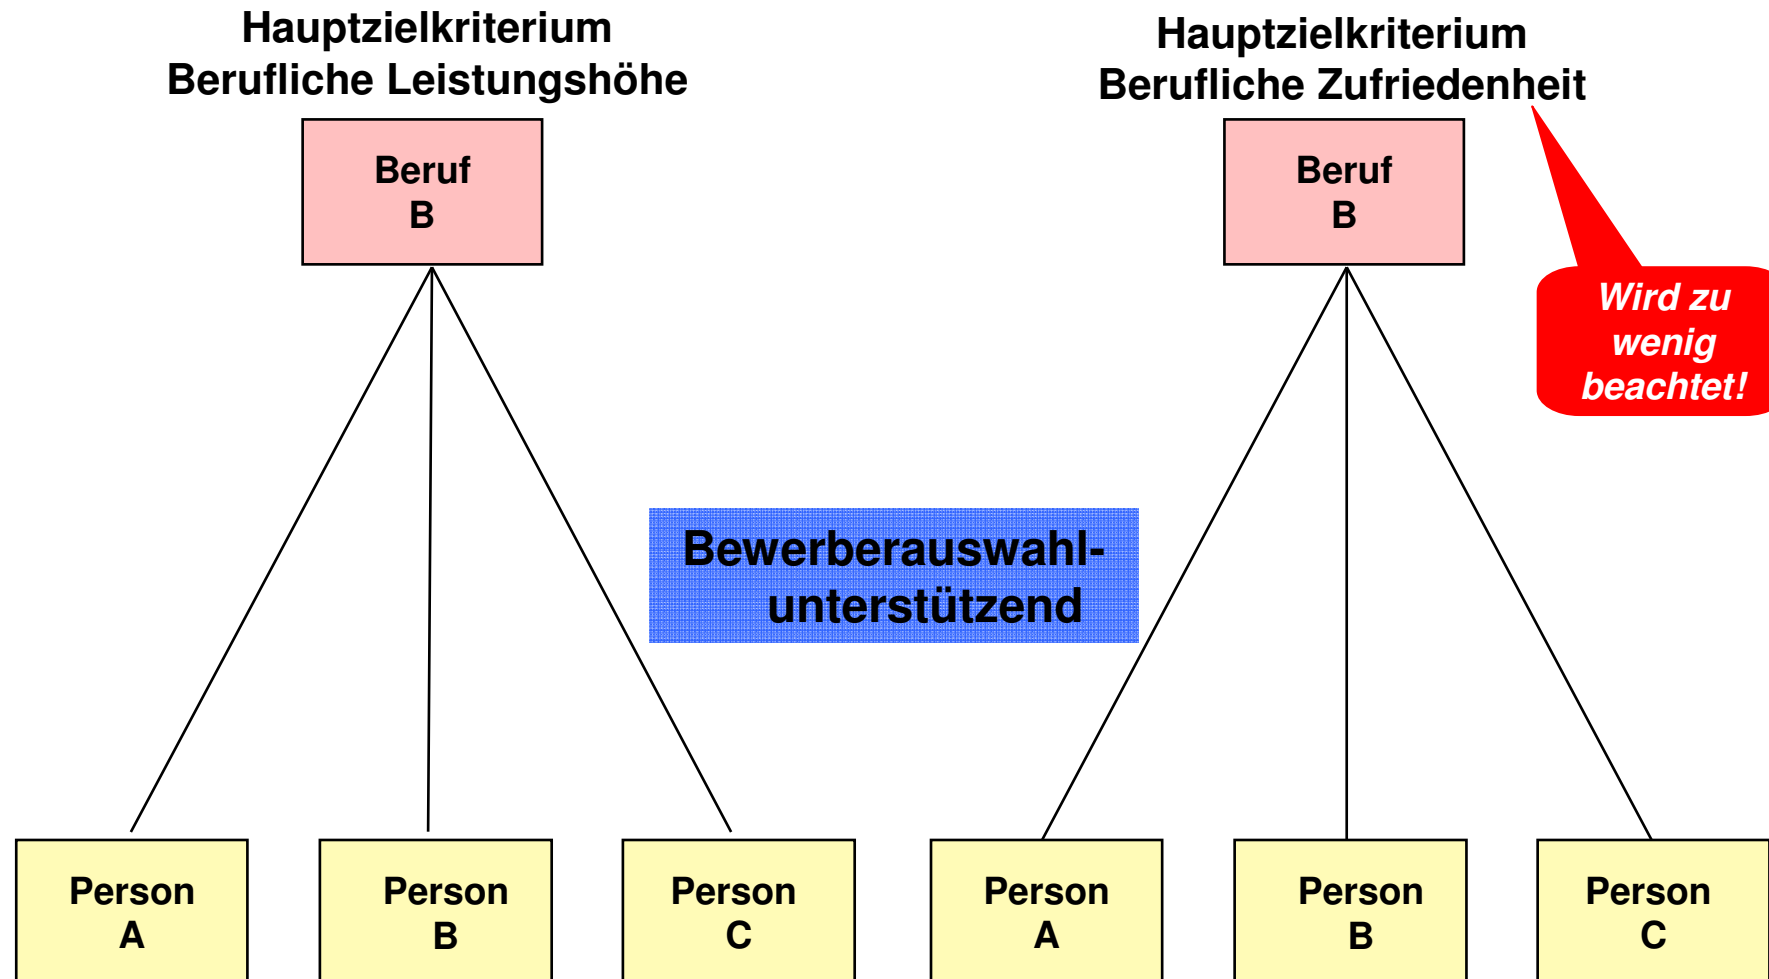 Hauptzielkriterium
Berufliche Leistungshöhe
Beruf
B
Hauptzielkriterium
Berufliche Zufriedenheit
Beruf
B
Wird zu
wenig
beachtet!
Bewerberauswahl-
unterstützend
Person
A
Person
B
Person
C
Person
A
Person
B
Person
C